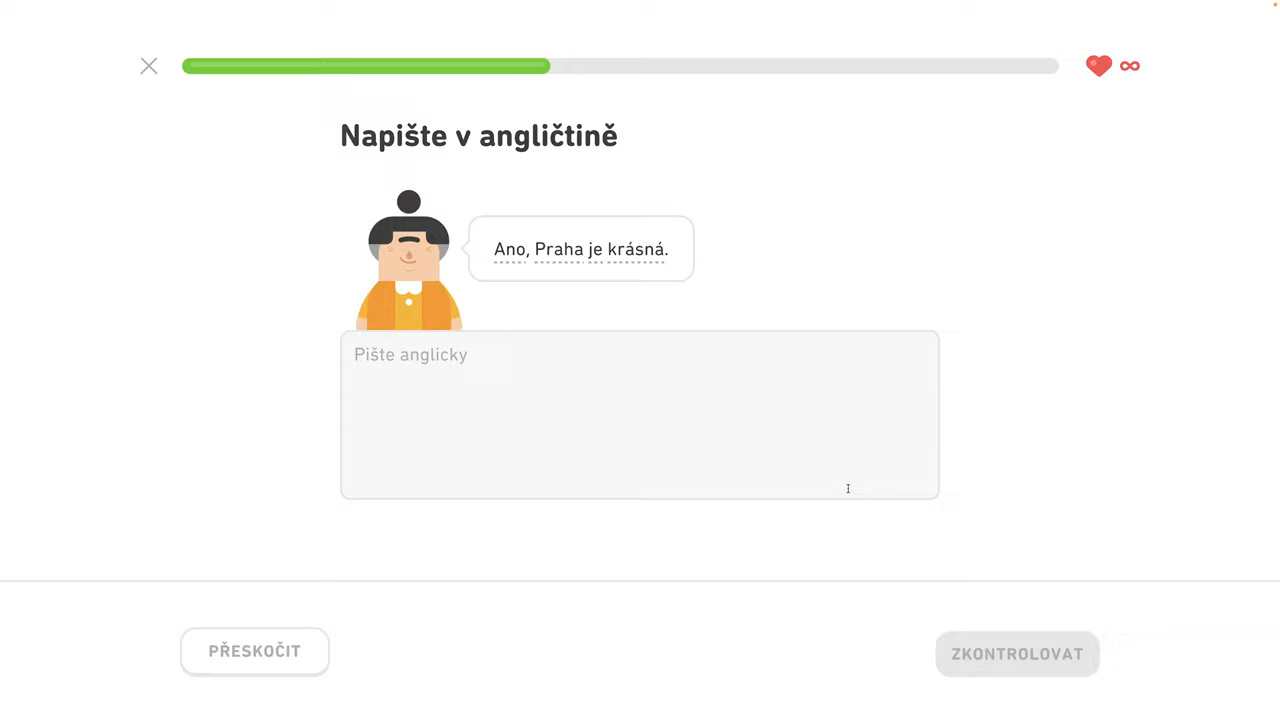 ∞
Napište v angličtině
Ano, Praha je krásná.
Pište anglicky
PŘESKOČIT
ZKONTROLOVAT